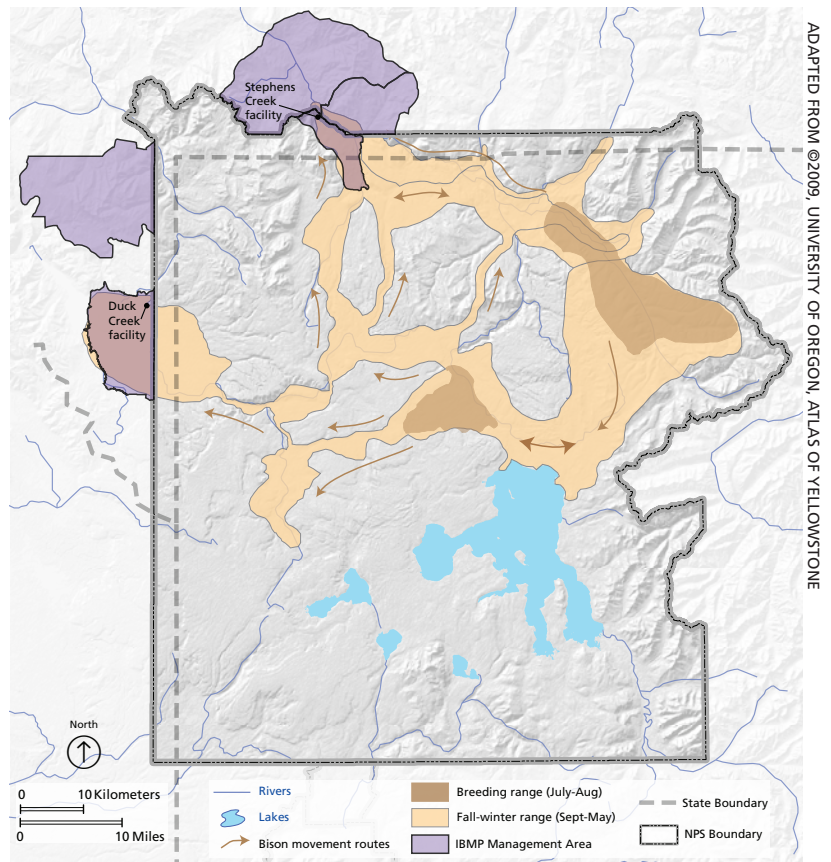 Stephens
Creek
facility
Duck
Creek
facility
ADAPTED FROM ©2009, UNIVERSITY OF OREGON, ATLAS OF YELLOWSTONE
North
0 10 Kilometers
0 10 Miles
Rivers
Lakes
Bison movement routes
Breeding range (July-Aug)
Fall-winter range (Sept-May)
IBMP Management Area
State Boundary
NPS Boundary